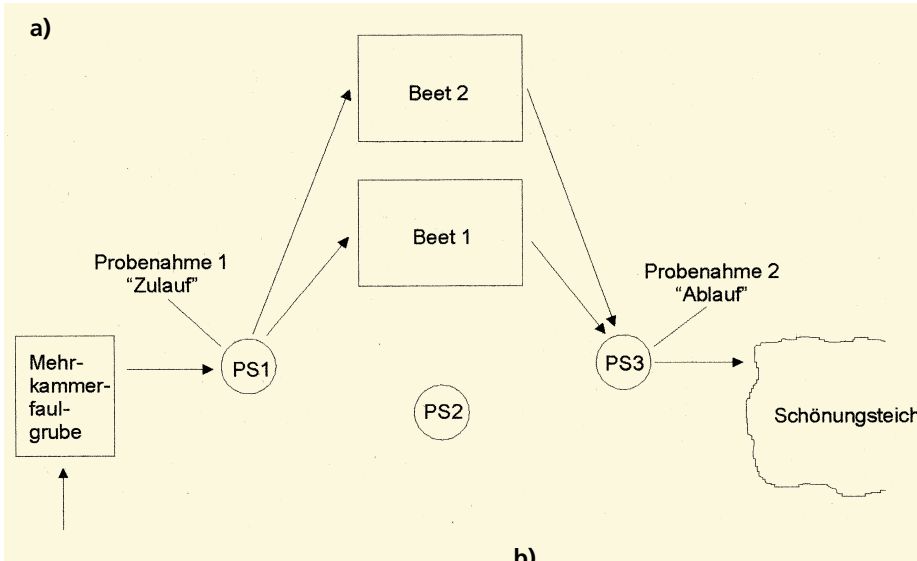 a)
Beet 2
Beet 1
Probenahme 1
“Zulauf”
Probenahme 2
“Ablauf”
Mehr-
kammer-
faul-
grube
PS1
PS2
PS3
Schönungsteich
b)